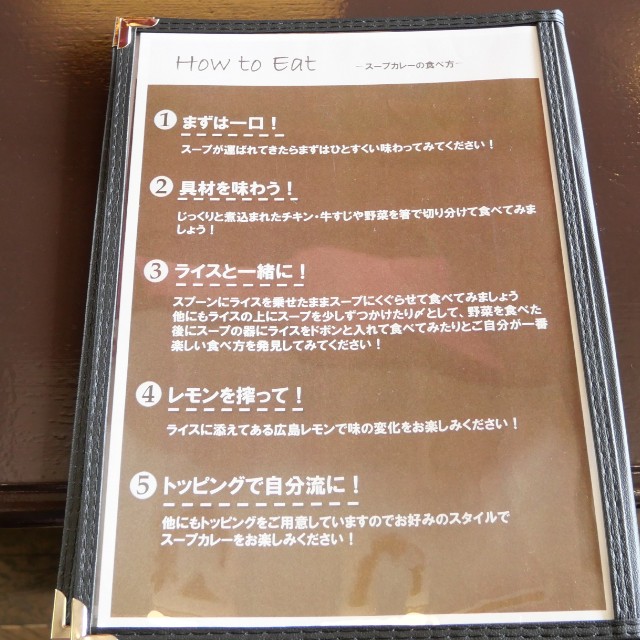 How to Eat －スープカレーの食べ方－
❶ まずは一口！
スープが運ばれてきたらまずはひとすくい味わってみてください！
❷ 具材を味わう！
じっくりと煮込まれたチキン・牛すじや野菜を箸で切り分けて食べてみま
しょう！
❸ ライスと一緒に！
スプーンにライスを乗せたままスープにくぐらせて食べてみましょう
他にもライスの上にスープを少しずつかけたり〆として、野菜を食べた
後にスープの器にライスをドボンと入れて食べてみたりとご自分が一番
楽しい食べ方を発見してみてください！
❹ レモンを搾って！
ライスに添えてある広島レモンで味の変化をお楽しみください！
❺ トッピングで自分流に！
他にもトッピングをご用意していますのでお好みのスタイルで
スープカレーをお楽しみください！